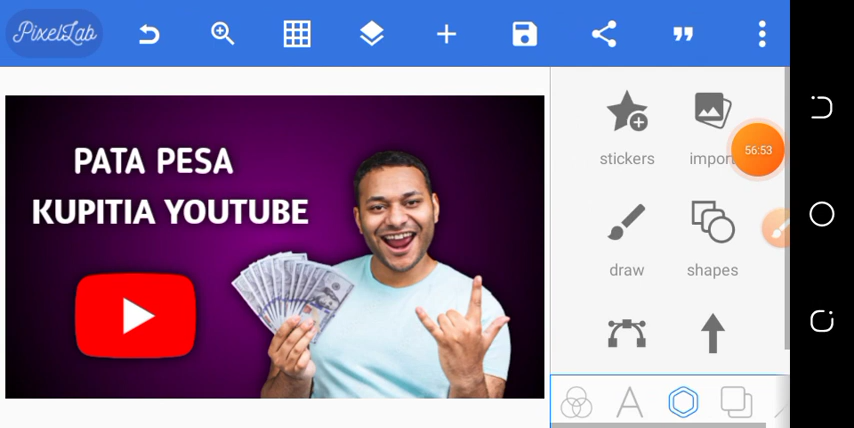 PixelLab
PATA PESA
KUPITIA YOUTUBE
stickers
impor
56:53
draw
shapes